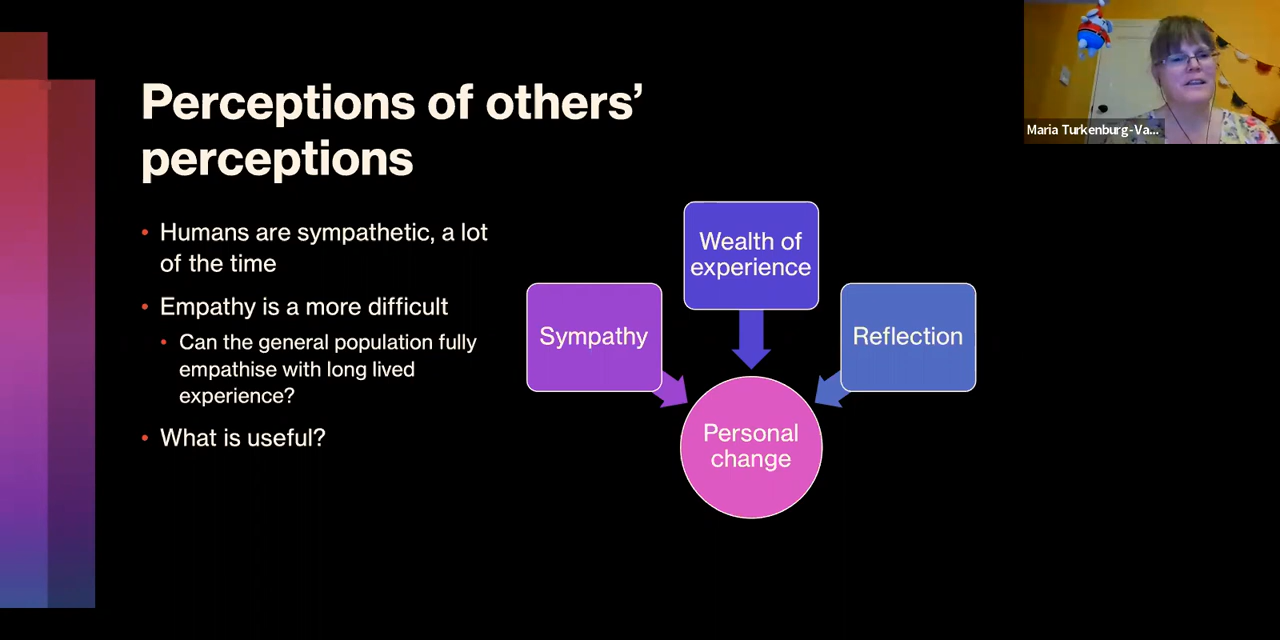 Perceptions of others’
perceptions
• Humans are sympathetic, a lot
of the time
• Empathy is a more difficult
• Can the general population fully
empathise with long lived
experience?
• What is useful?
Wealth of
experience
Sympathy
Reflection
Personal
change
Maria Turkenburg-Va...